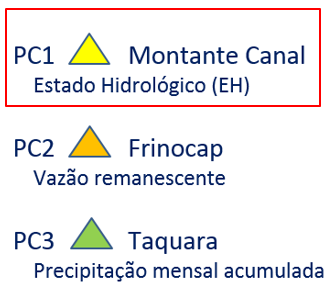 PC1 Montante Canal
Estado Hidrológico (EH)
PC2 Frinocap
Vazão remanescente
PC3 Taquara
Precipitação mensal acumulada